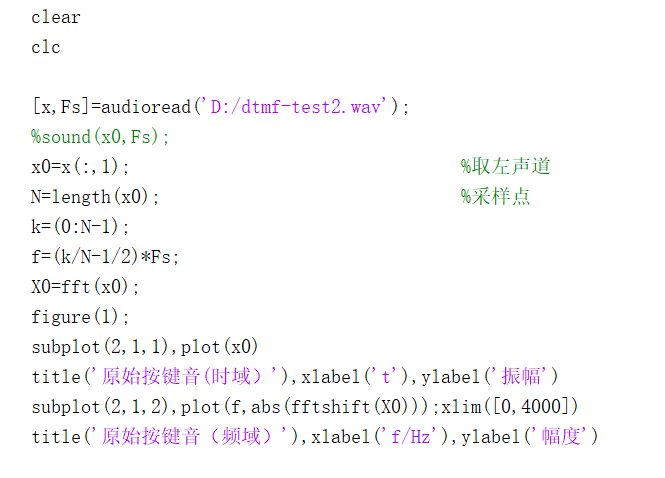 clear
clc
[x,Fs]=audioread('D:/dtmf-test2.wav');
%sound(x0,Fs);
x0=x(:,1); %取左声道
N=length(x0); %采样点
k=(0:N-1);
f=(k/N-1/2)*Fs;
X0=fft(x0);
figure(1);
subplot(2,1,1),plot(x0)
title('原始按键音(时域）'),xlabel('t'),ylabel('振幅')
subplot(2,1,2),plot(f,abs(fftshift(X0)));xlim([0,4000])
title('原始按键音（频域）'),xlabel('f/Hz'),ylabel('幅度')